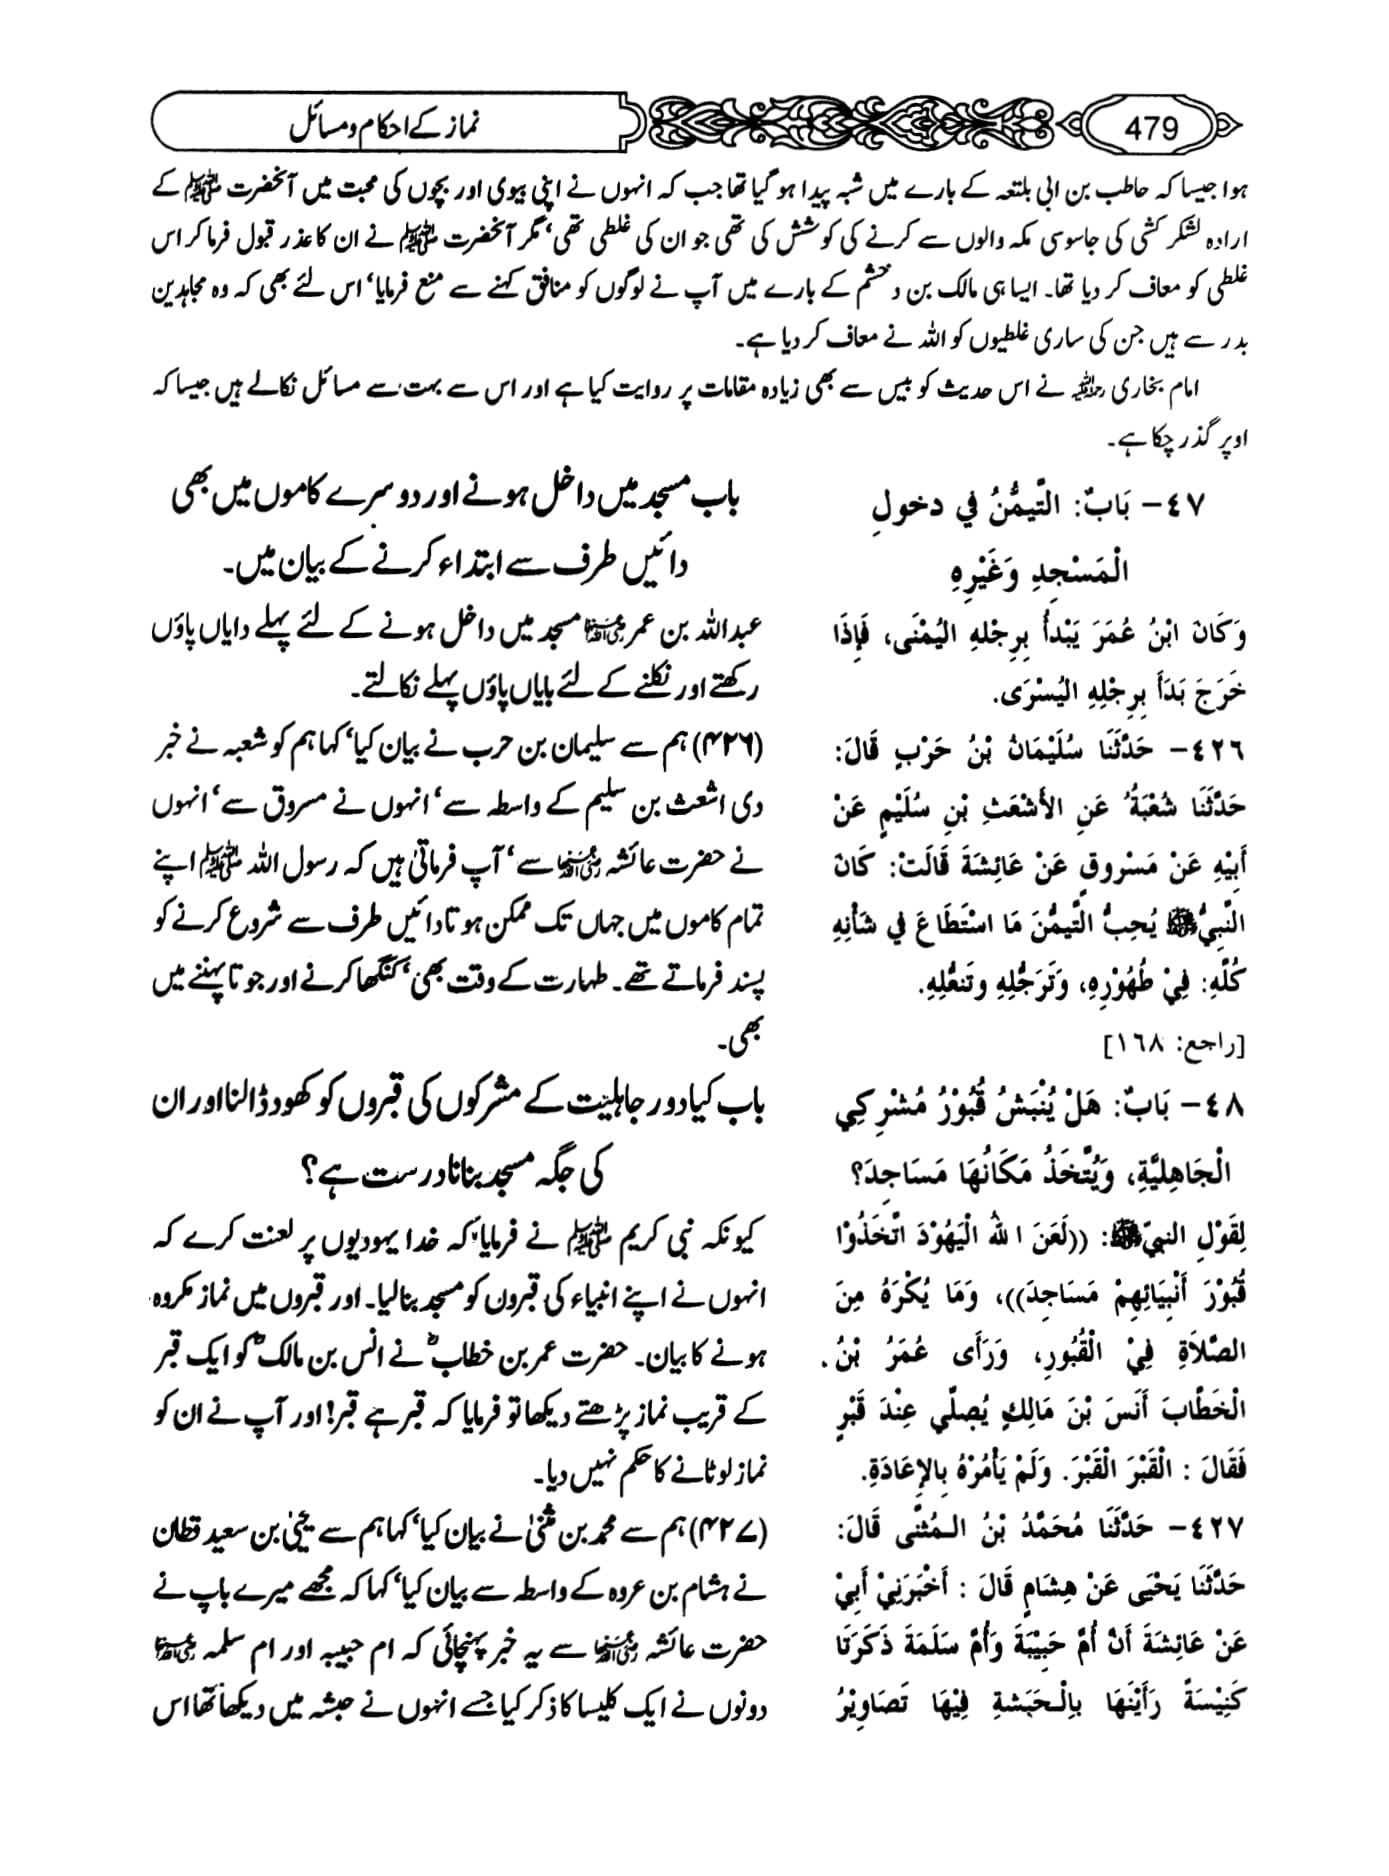 479
نماز کے احکام و مسائل
ہوا جیسا کہ حاطب بن ابی بلتعہ کے بارے میں شبہ پیدا ہو گیا تھا جب کہ انہوں نے اپنی بیوی اور بچوں کی محبت میں آنحضرت ﷺ کے
ارادہ لشکر کشی کی جاسوسی مکہ والوں سے کرنے کی کوشش کی تھی جو ان کی غلطی تھی‘ مگر آنحضرت ﷺ نے ان کا عذر قبول فرما کر اس
غلطی کو معاف کر دیا تھا۔ ایسا ہی مالک بن دخشم کے بارے میں آپ نے لوگوں کو منافق کہنے سے منع فرمایا‘ اس لئے بھی کہ وہ مجاہدین
بدر سے ہیں جن کی ساری غلطیوں کو اللہ نے معاف کر دیا ہے۔
امام بخاری رحمہ اللہ نے اس حدیث کو بیس سے بھی زیادہ مقامات پر روایت کیا ہے اور اس سے بہت سے مسائل نکالے ہیں جیسا کہ
اوپر گذر چکا ہے۔
٤٧- بَابٌ: التَّيَمُّنُ في دخولِ
الْمَسْجِدِ وَغَيْرِهِ
وَكَانَ ابْنُ عُمَرَ يَبْدأُ بِرِجْلهِ اليُمْنَى، فَإِذَا
خَرَجَ بَدَأَ بِرِجْلِهِ اليُسْرَى.
٤٢٦- حَدَّثَنَا سُلَيْمَانُ بْنُ حَرْبٍ قَالَ:
حَدَّثَنَا شُعْبَةُ عَنِ الأَشْعَثِ بْنِ سُلَيْمٍ عَنْ
أَبِيْهِ عَنْ مَسْروقٍ عَنْ عَائِشَةَ قَالَتْ: كَانَ
النَّبِيُّ ﷺ يُحِبُّ التَّيَمُّنَ مَا اسْتَطَاعَ في شَأْنِهِ
كُلِّهِ: فِيْ طُهُوْرِهِ، وَتَرَجُّلِهِ وَتَنعُّلِهِ.
[راجع: ١٦٨]
٤٨- بَابٌ: هَلْ يُنْبَشُ قُبُوْرُ مُشْرِكِي
الْجَاهِلِيَّةِ، وَيُتَّخَذُ مَكَانُهَا مَسَاجِدَ؟
لِقَوْلِ النبيِّ ﷺ: ((لَعَنَ اللهُ الْيَهُوْدَ اتَّخَذُوْا
قُبُوْرَ أَنْبِيَائِهِمْ مَسَاجِدَ))، وَمَا يُكْرَهُ مِنَ
الصَّلاَةِ فِيْ الْقُبُورِ، وَرَأَى عُمَرُ بْنُ
الْخَطَّابَ أَنَسَ بْنَ مَالِكٍ يُصلِّي عِنْدَ قَبْرٍ
فَقَالَ : الْقَبْرَ الْقَبْرَ. وَلَمْ يَأْمُرْهُ بِالإِعَادَةِ.
٤٢٧- حَدَّثَنَا مُحَمَّدُ بْنُ الْمُثَنَّى قَالَ:
حَدَّثَنَا يَحْيَى عَنْ هِشَامٍ قَالَ : أَخْبَرَنِيْ أَبِيْ
عَنْ عَائِشَةَ أَنَّ أُمَّ حَبِيْبَةَ وَأُمَّ سَلَمَةَ ذَكَرَتَا
كَنِيْسَةً رَأَيْنَهَا بِالْحَبَشةِ فِيْهَا تَصَاوِيْرُ
باب مسجد میں داخل ہونے اور دوسرے کاموں میں بھی
دائیں طرف سے ابتداء کرنے کے بیان میں۔
عبداللہ بن عمر رضی اللہ عنہما مسجد میں داخل ہونے کے لئے پہلے دایاں پاؤں
رکھتے اور نکلنے کے لئے بایاں پاؤں پہلے نکالتے۔
(۴۲۶) ہم سے سلیمان بن حرب نے بیان کیا‘ کہا ہم کو شعبہ نے خبر
دی اشعث بن سلیم کے واسطہ سے‘ انہوں نے مسروق سے‘ انہوں
نے حضرت عائشہ رضی اللہ عنہا سے‘ آپ فرماتی ہیں کہ رسول اللہ ﷺ اپنے
تمام کاموں میں جہاں تک ممکن ہوتا دائیں طرف سے شروع کرنے کو
پسند فرماتے تھے۔ طہارت کے وقت بھی‘ کنگھا کرنے اور جوتا پہننے میں
بھی۔
باب کیا دور جاہلیت کے مشرکوں کی قبروں کو کھود ڈالنا اور ان
کی جگہ مسجد بنانا درست ہے؟
کیونکہ نبی کریم ﷺ نے فرمایا کہ خدا یہودیوں پر لعنت کرے کہ
انہوں نے اپنے انبیاء کی قبروں کو مسجد بنا لیا۔ اور قبروں میں نماز مکروہ
ہونے کا بیان۔ حضرت عمر بن خطابؓ نے انس بن مالکؓ کو ایک قبر
کے قریب نماز پڑھتے دیکھا تو فرمایا کہ قبر ہے قبر! اور آپ نے ان کو
نماز لوٹانے کا حکم نہیں دیا۔
(۴۲۷) ہم سے محمد بن مثنیٰ نے بیان کیا‘ کہا ہم سے یحییٰ بن سعید قطان
نے ہشام بن عروہ کے واسطہ سے بیان کیا‘ کہا کہ مجھے میرے باپ نے
حضرت عائشہ رضی اللہ عنہا سے یہ خبر پہنچائی کہ ام حبیبہ اور ام سلمہ رضی اللہ عنہما
دونوں نے ایک کلیسا کا ذکر کیا جسے انہوں نے حبشہ میں دیکھا تھا اس